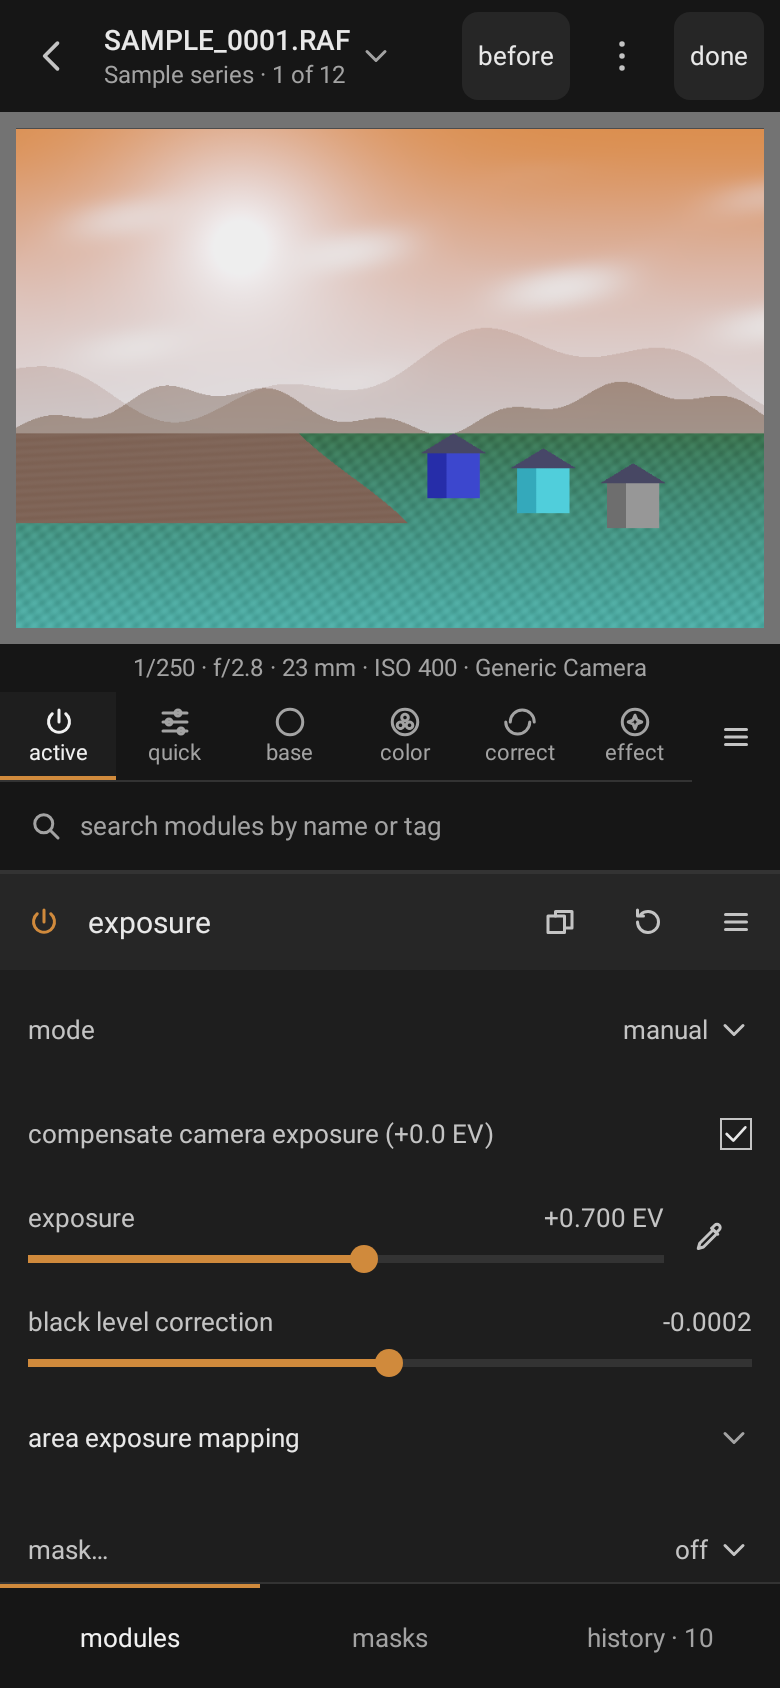 SAMPLE_0001.RAF
Sample series · 1 of 12
before
done
1/250 · f/2.8 · 23 mm · ISO 400 · Generic Camera
active
quick
base
color
correct
effect
search modules by name or tag
exposure
mode
manual
compensate camera exposure (+0.0 EV)
exposure
+0.700 EV
black level correction
-0.0002
area exposure mapping
mask...
off
modules
masks
history · 10